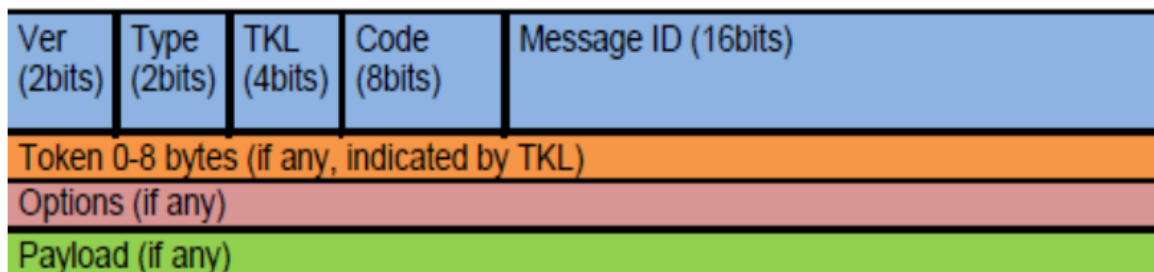 Ver
(2bits)
Type
(2bits)
TKL
(4bits)
Code
(8bits)
Message ID (16bits)
Token 0-8 bytes (if any, indicated by TKL)
Options (if any)
Payload (if any)